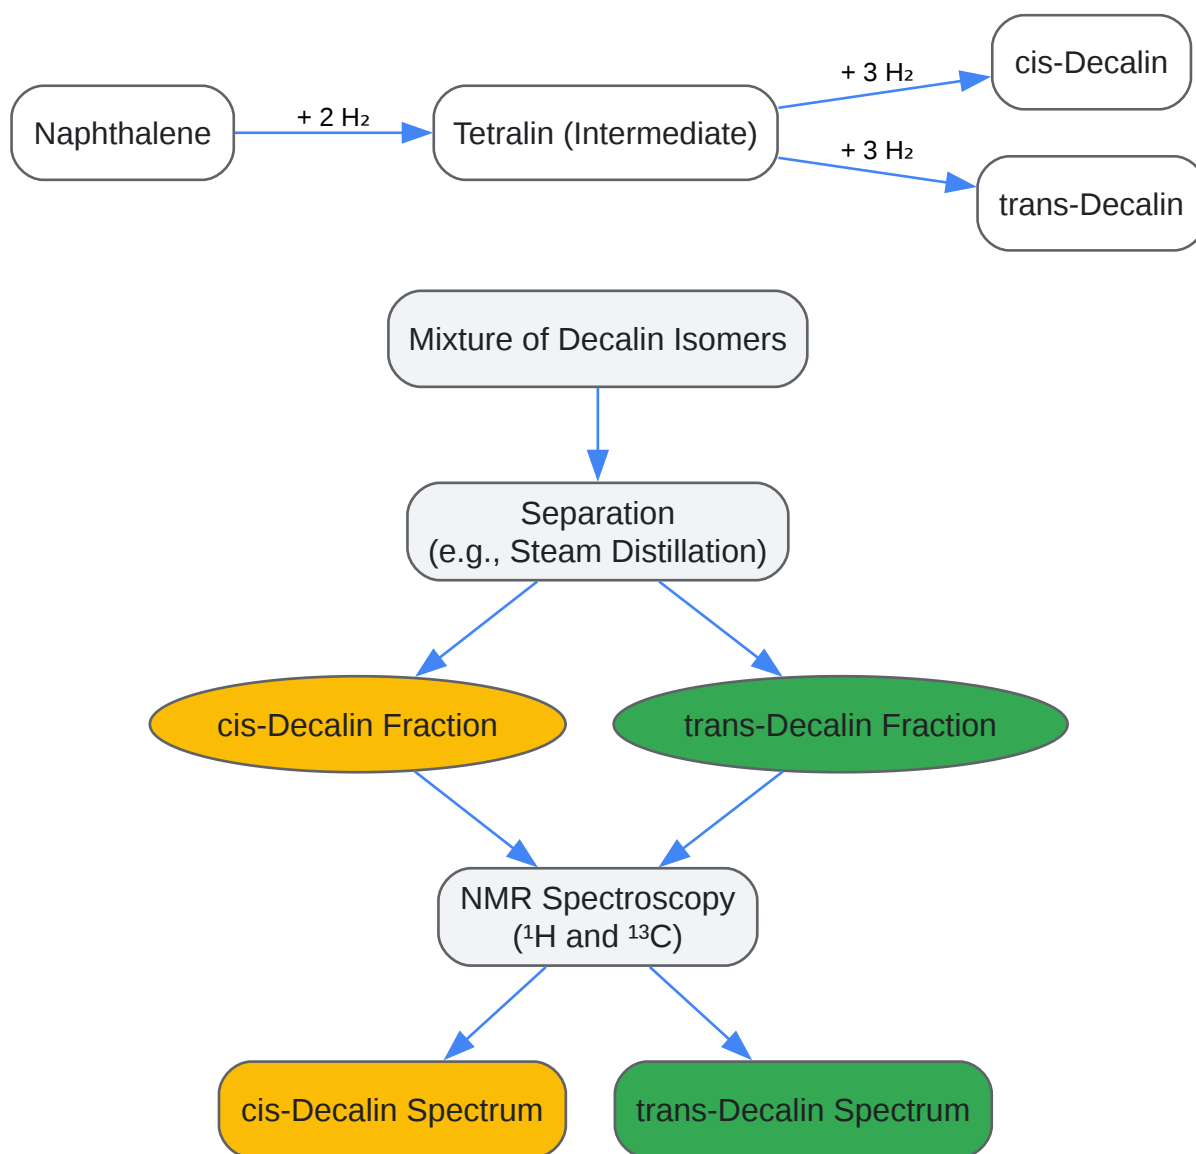 cis-Decalin
+ 3 H₂
Naphthalene
+ 2 H₂
Tetralin (Intermediate)
+ 3 H₂
trans-Decalin
Mixture of Decalin Isomers
Separation
(e.g., Steam Distillation)
cis-Decalin Fraction
trans-Decalin Fraction
NMR Spectroscopy
(¹H and ¹³C)
cis-Decalin Spectrum
trans-Decalin Spectrum